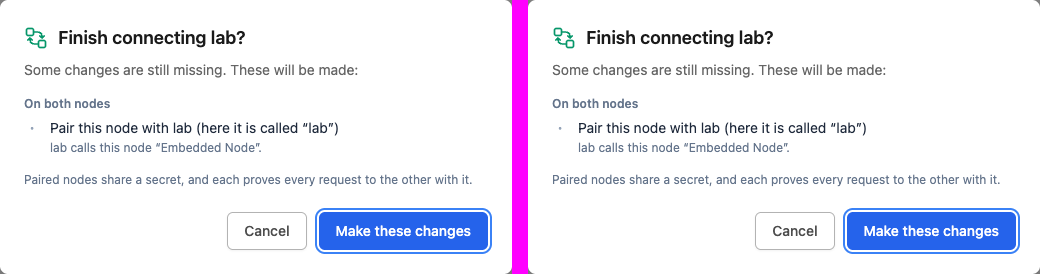 Finish connecting lab?
Some changes are still missing. These will be made:
On both nodes
Pair this node with lab (here it is called “lab”)
lab calls this node “Embedded Node”.
Paired nodes share a secret, and each proves every request to the other with it.
Cancel
Make these changes
Finish connecting lab?
Some changes are still missing. These will be made:
On both nodes
Pair this node with lab (here it is called “lab”)
lab calls this node “Embedded Node”.
Paired nodes share a secret, and each proves every request to the other with it.
Cancel
Make these changes